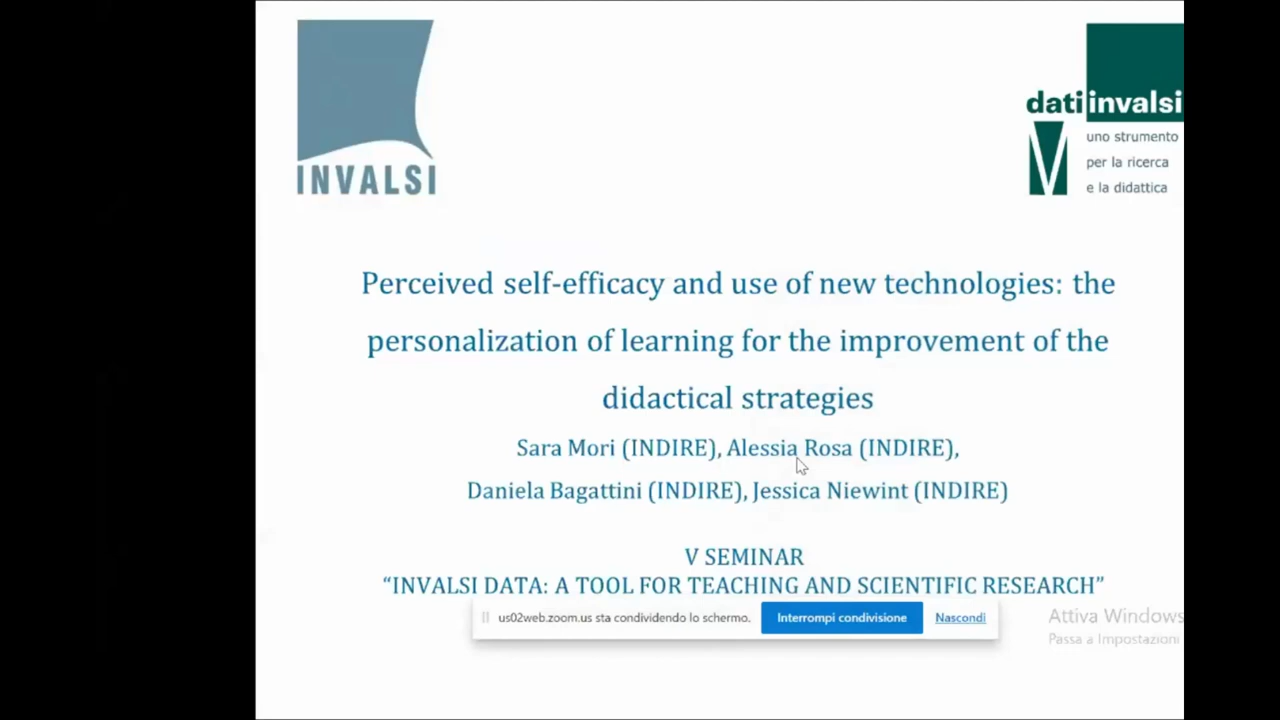 INVALSI
datiinvalsi
uno strumento
per la ricerca
e la didattica
V
Perceived self-efficacy and use of new technologies: the
personalization of learning for the improvement of the
didactical strategies
Sara Mori (INDIRE), Alessia Rosa (INDIRE),
Daniela Bagattini (INDIRE), Jessica Niewint (INDIRE)
V SEMINAR
“INVALSI DATA: A TOOL FOR TEACHING AND SCIENTIFIC RESEARCH”
us02web.zoom.us sta condividendo lo schermo.
Interrompi condivisione
Nascondi
Attiva Windows
Passa a Impostazioni